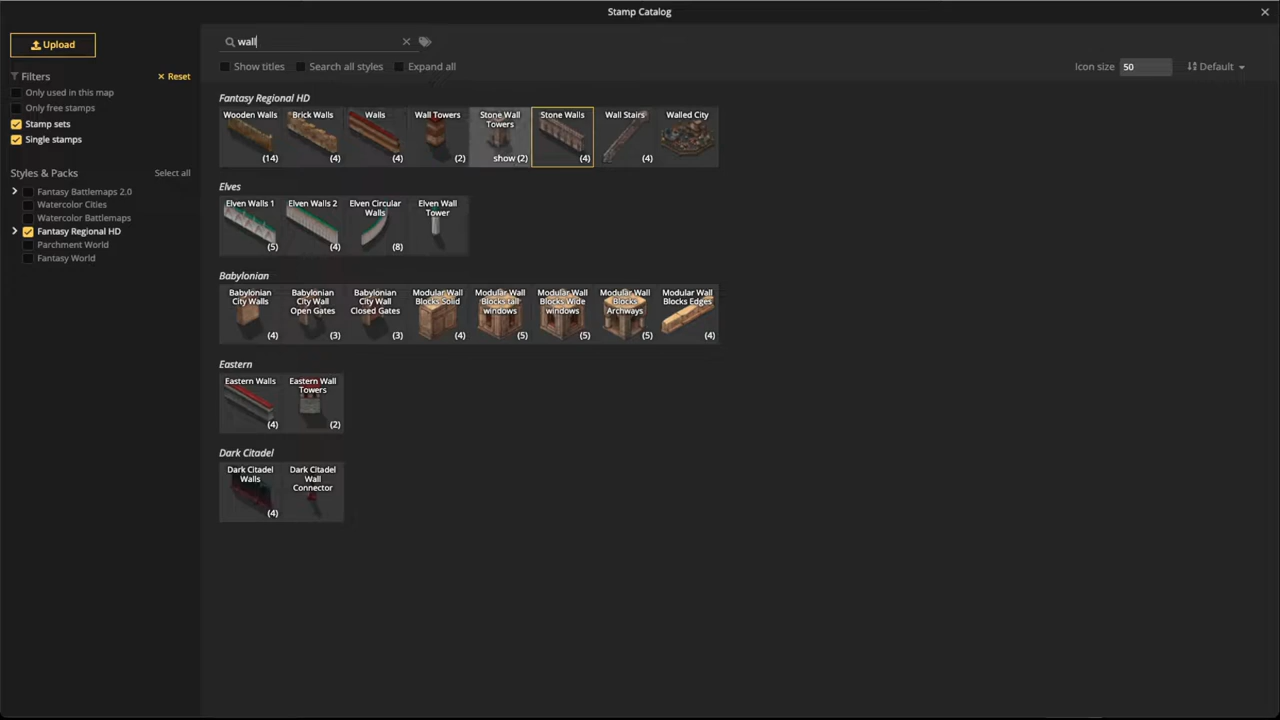 Stamp Catalog
Upload
wall
Show titles
Search all styles
Expand all
Icon size
50
Default
Filters
Reset
Only used in this map
Only free stamps
Stamp sets
Single stamps
Styles & Packs
Select all
Fantasy Battlemaps 2.0
Watercolor Cities
Watercolor Battlemaps
Fantasy Regional HD
Parchment World
Fantasy World
Fantasy Regional HD
Wooden Walls
(14)
Brick Walls
(4)
Walls
(4)
Wall Towers
(2)
Stone Wall
Towers
show (2)
Stone Walls
(4)
Wall Stairs
(4)
Walled City
Elves
Elven Walls 1
(5)
Elven Walls 2
(4)
Elven Circular
Walls
(8)
Elven Wall
Tower
Babylonian
Babylonian
City Walls
(4)
Babylonian
City Wall
Open Gates
(3)
Babylonian
City Wall
Closed Gates
(3)
Modular Wall
Blocks Solid
(4)
Modular Wall
Blocks tall
windows
(5)
Modular Wall
Blocks Wide
windows
(5)
Modular Wall
Blocks
Archways
(5)
Modular Wall
Blocks Edges
(4)
Eastern
Eastern Walls
(4)
Eastern Wall
Towers
(2)
Dark Citadel
Dark Citadel
Walls
(4)
Dark Citadel
Wall
Connector